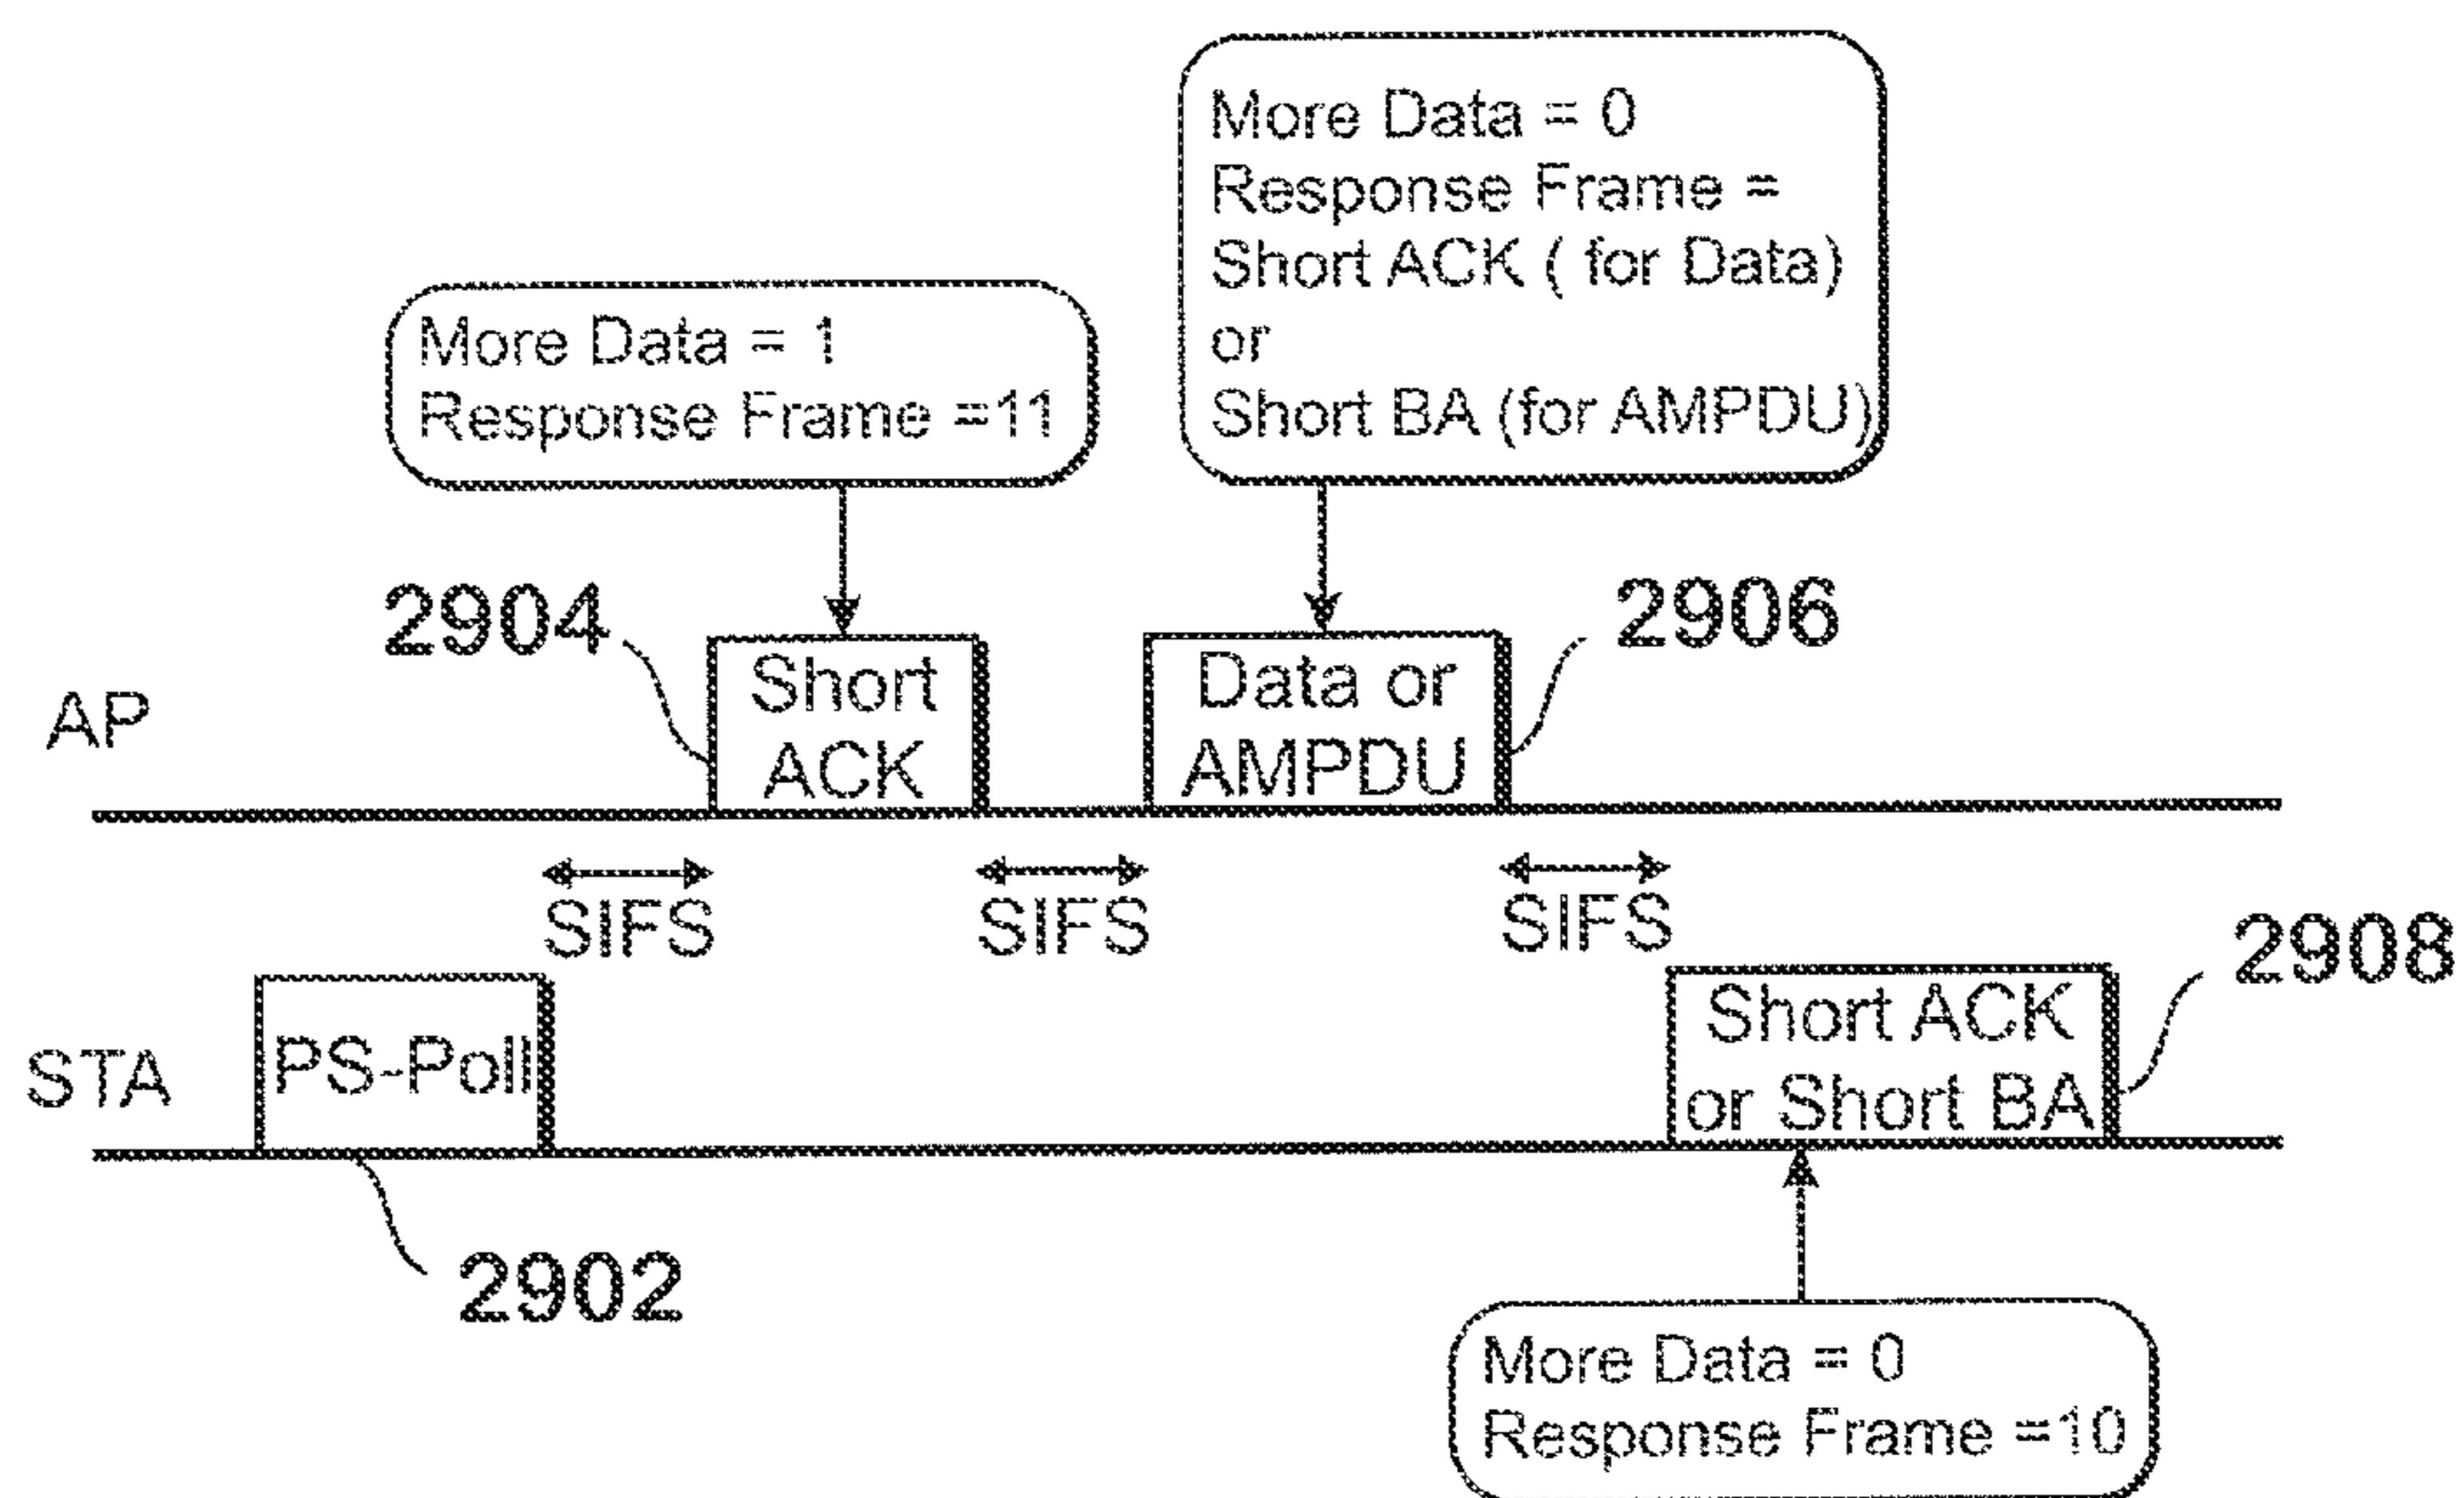 More Data = 0
Response Frame =
Short ACK ( for Data)
or
Short BA (for AMPDU)
More Data = 1
Response Frame =11
2904
2906
Short
ACK
Data or
AMPDU
AP
SIFS
SIFS
SIFS
2908
STA
PS-Poll
Short ACK
or Short BA
2902
More Data = 0
Response Frame =10